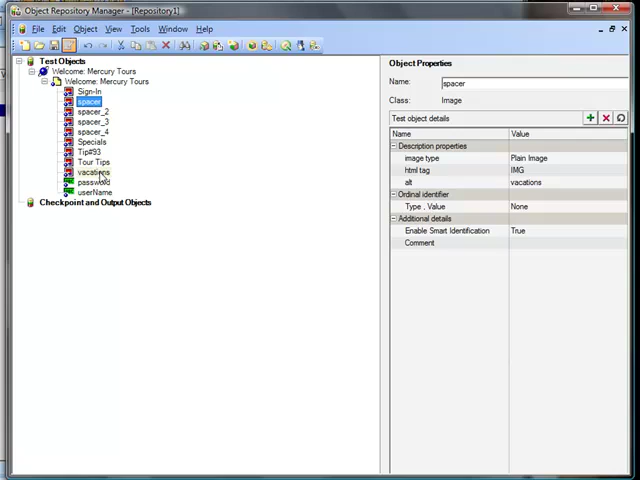 Object Repository Manager - [Repository1]
File Edit Object View Tools Window Help
Test Objects
Welcome: Mercury Tours
Welcome: Mercury Tours
Sign-In
spacer
spacer_2
spacer_3
spacer_4
Specials
Tip#93
Tour Tips
vacations
password
userName
Checkpoint and Output Objects
Object Properties
Name: spacer
Class: Image
Test object details
Name Value
Description properties
image type Plain Image
html tag IMG
alt vacations
Ordinal identifier
Type , Value None
Additional details
Enable Smart Identification True
Comment